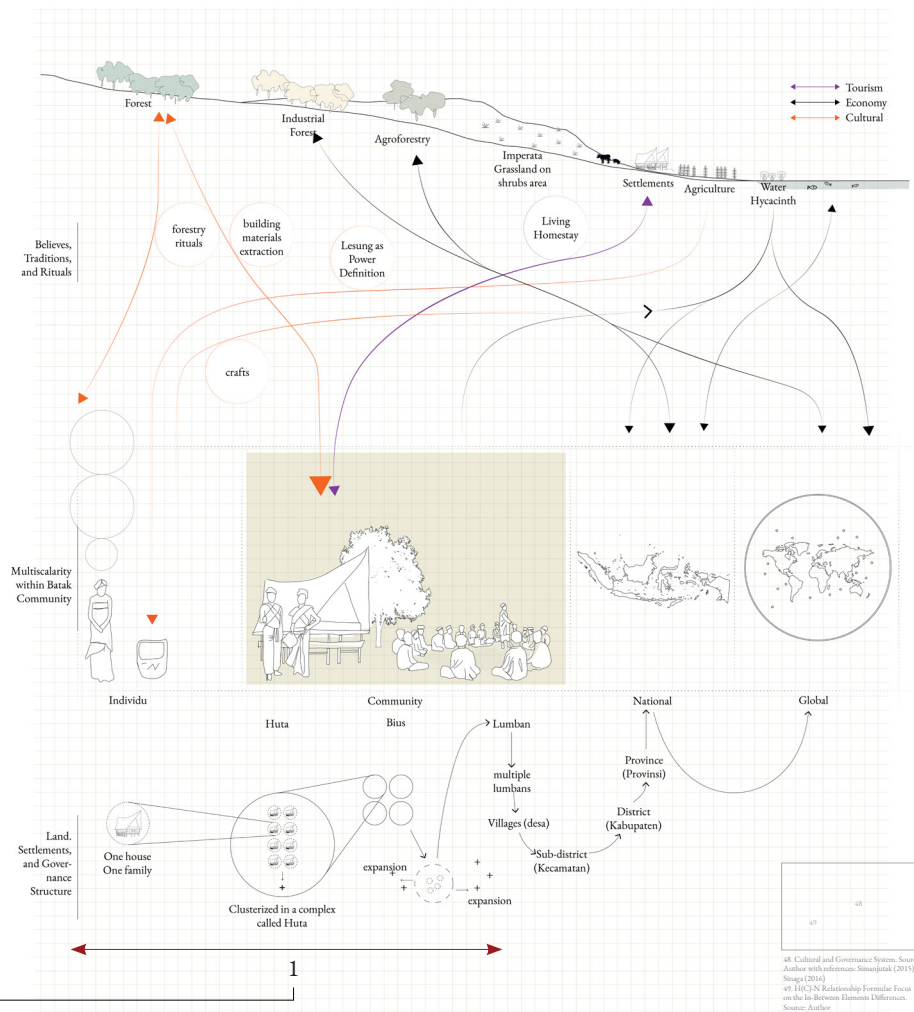 Forest
Industrial
Forest
Agroforestry
Imperata
Grassland on
shrubs area
Settlements
Agriculture
Water
Hycacinth
Tourism
Economy
Cultural
Believes,
Traditions,
and Rituals
forestry
rituals
building
materials
extraction
Lesung as
Power
Definition
Living
Homestay
crafts
Multiscalarity
within Batak
Community
Individu
Community
National
Global
Huta
Bius
Lumban
multiple
lumbans
Villages (desa)
Sub-district
(Kecamatan)
District
(Kabupaten)
Province
(Provinsi)
Land.
Settlements,
and Gover-
nance
Structure
One house
One family
Clusterized in a complex
called Huta
expansion
expansion
1
48
49
48. Cultural and Governance System. Sour
Author with references: Simanjutak (2015)
Sinaga (2016)
49. H(C)-N Relationship Formulae Focus
on the In-Between Elements Differences.
Source: Author